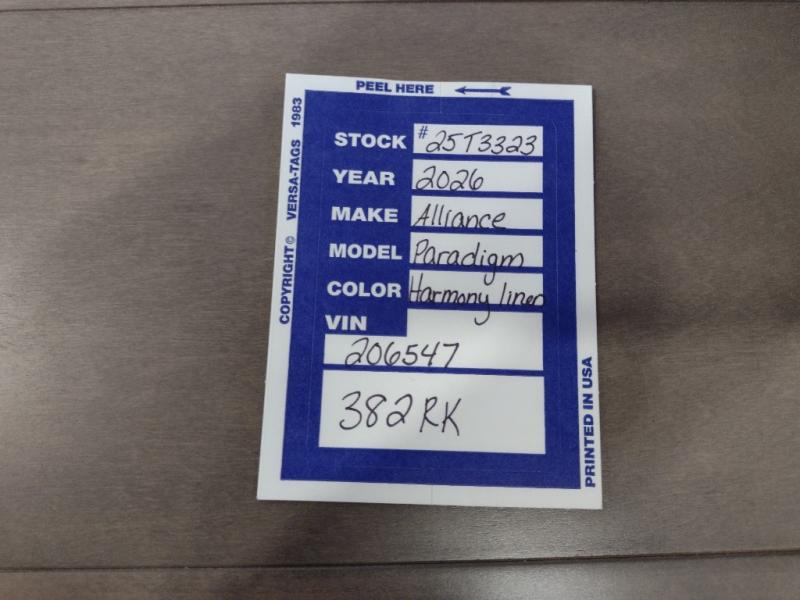 PEEL HERE
COPYRIGHT © VERSA-TAGS 1983
STOCK #25T3323
YEAR 2026
MAKE Alliance
MODEL Paradigm
COLOR Harmony linen
VIN
206547
382RK
PRINTED IN USA